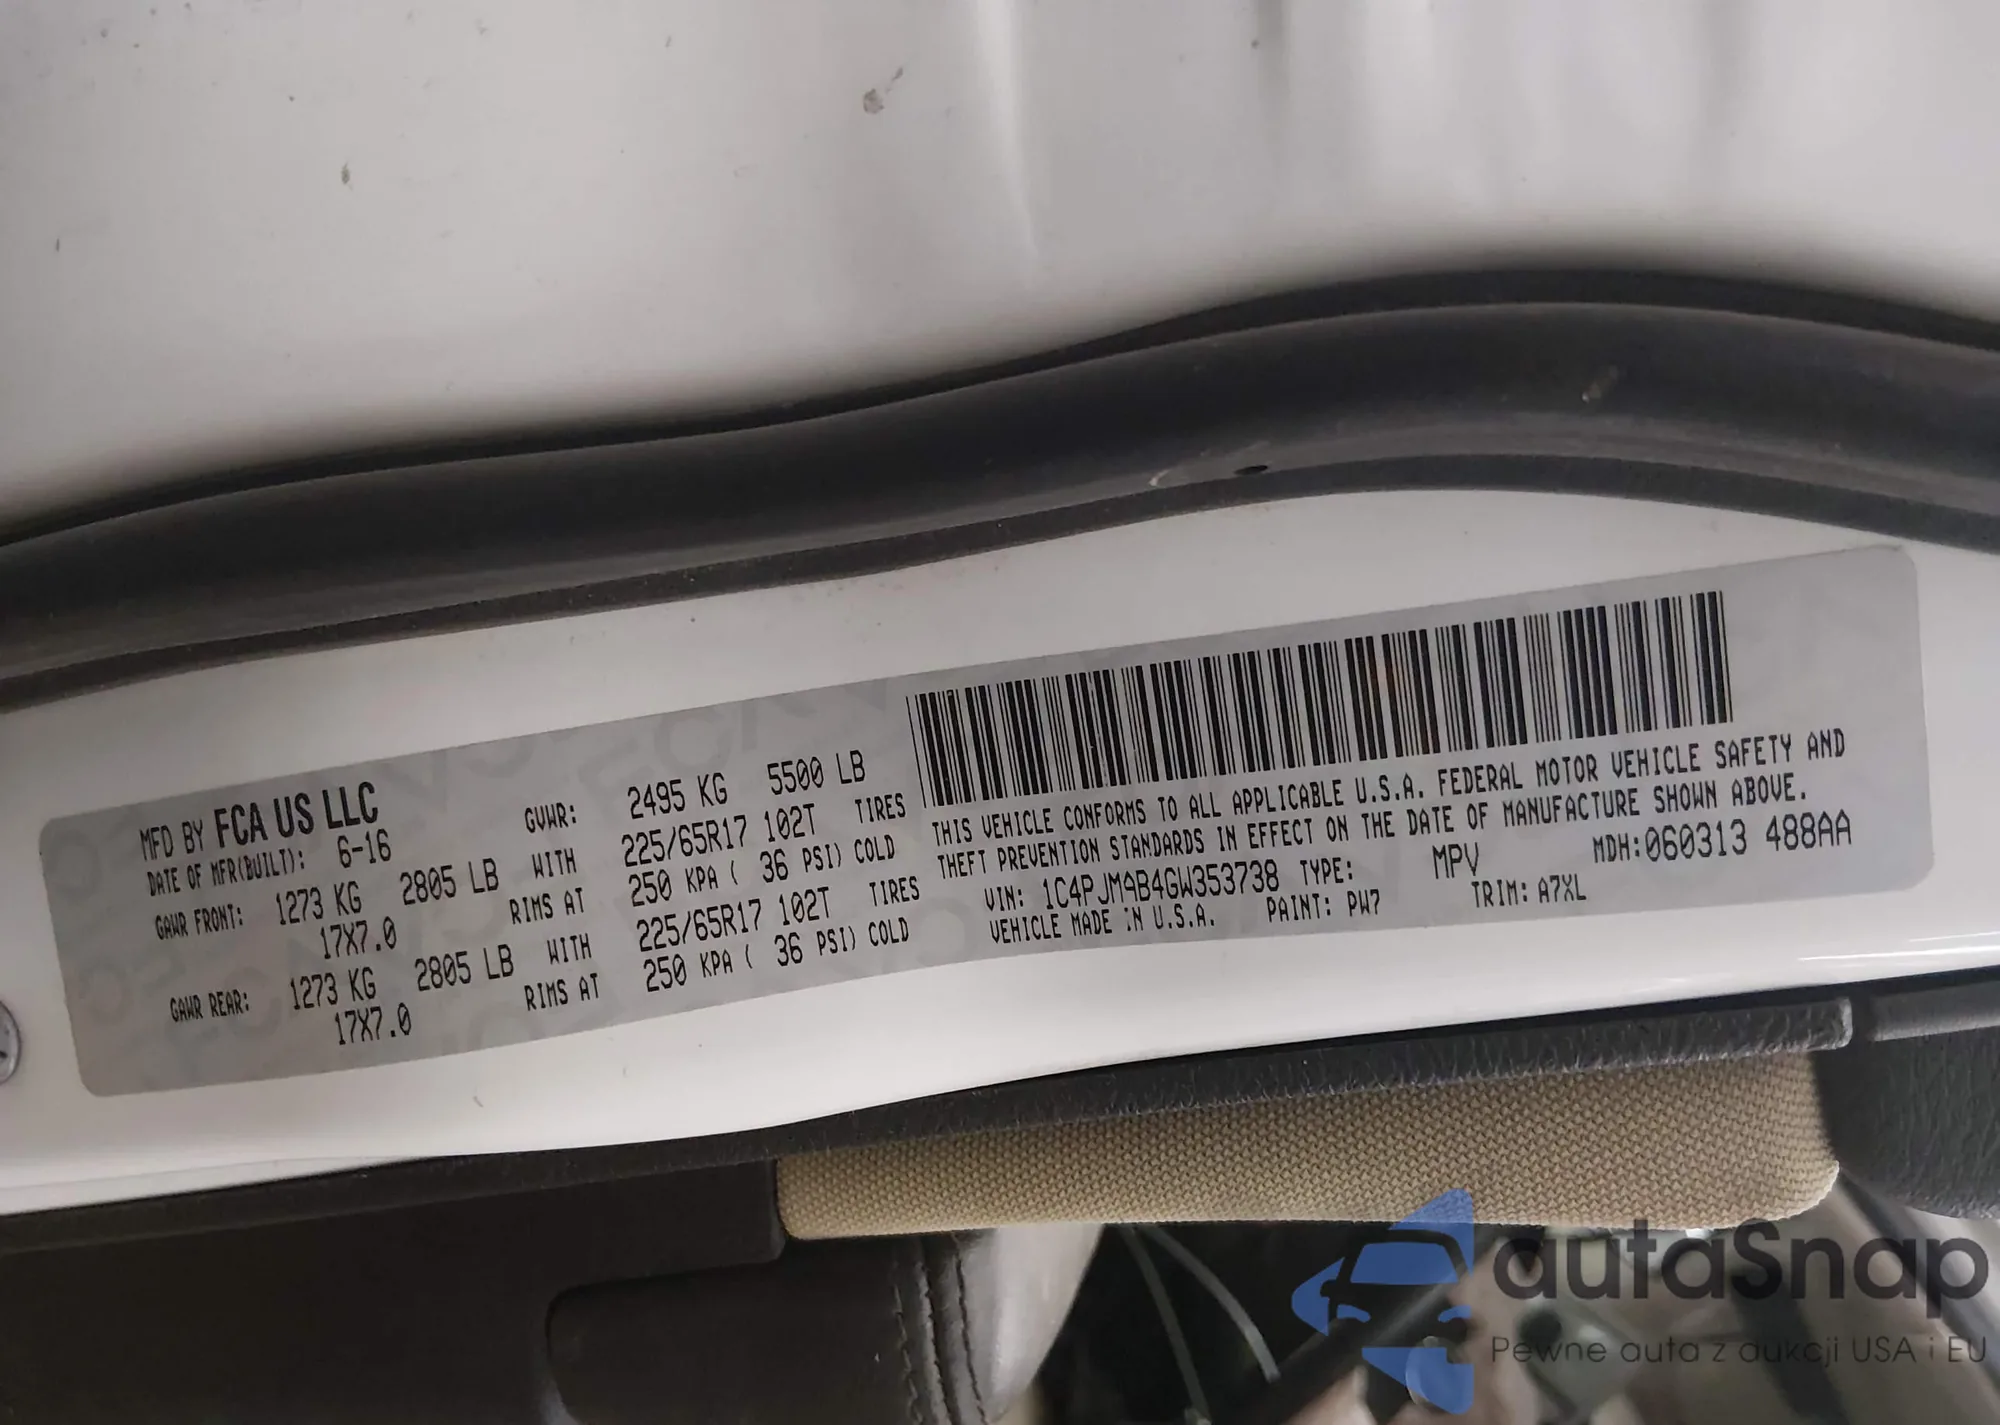 MFD BY FCA US LLC
DATE OF MFR(BUILT): 6-16
GVWR: 2495 KG 5500 LB
GAWR FRONT: 1273 KG 2805 LB WITH 225/65R17 102T TIRES
17X7.0 RIMS AT 250 KPA ( 36 PSI) COLD
GAWR REAR: 1273 KG 2805 LB WITH 225/65R17 102T TIRES
17X7.0 RIMS AT 250 KPA ( 36 PSI) COLD
THIS VEHICLE CONFORMS TO ALL APPLICABLE U.S.A. FEDERAL MOTOR VEHICLE SAFETY AND
THEFT PREVENTION STANDARDS IN EFFECT ON THE DATE OF MANUFACTURE SHOWN ABOVE.
VIN: 1C4PJMAB4GW353738 TYPE: MPV MDH:060313 488AA
VEHICLE MADE IN U.S.A. PAINT: PW7 TRIM: A7XL
autaSnap
Pewne auta z aukcji USA i EU